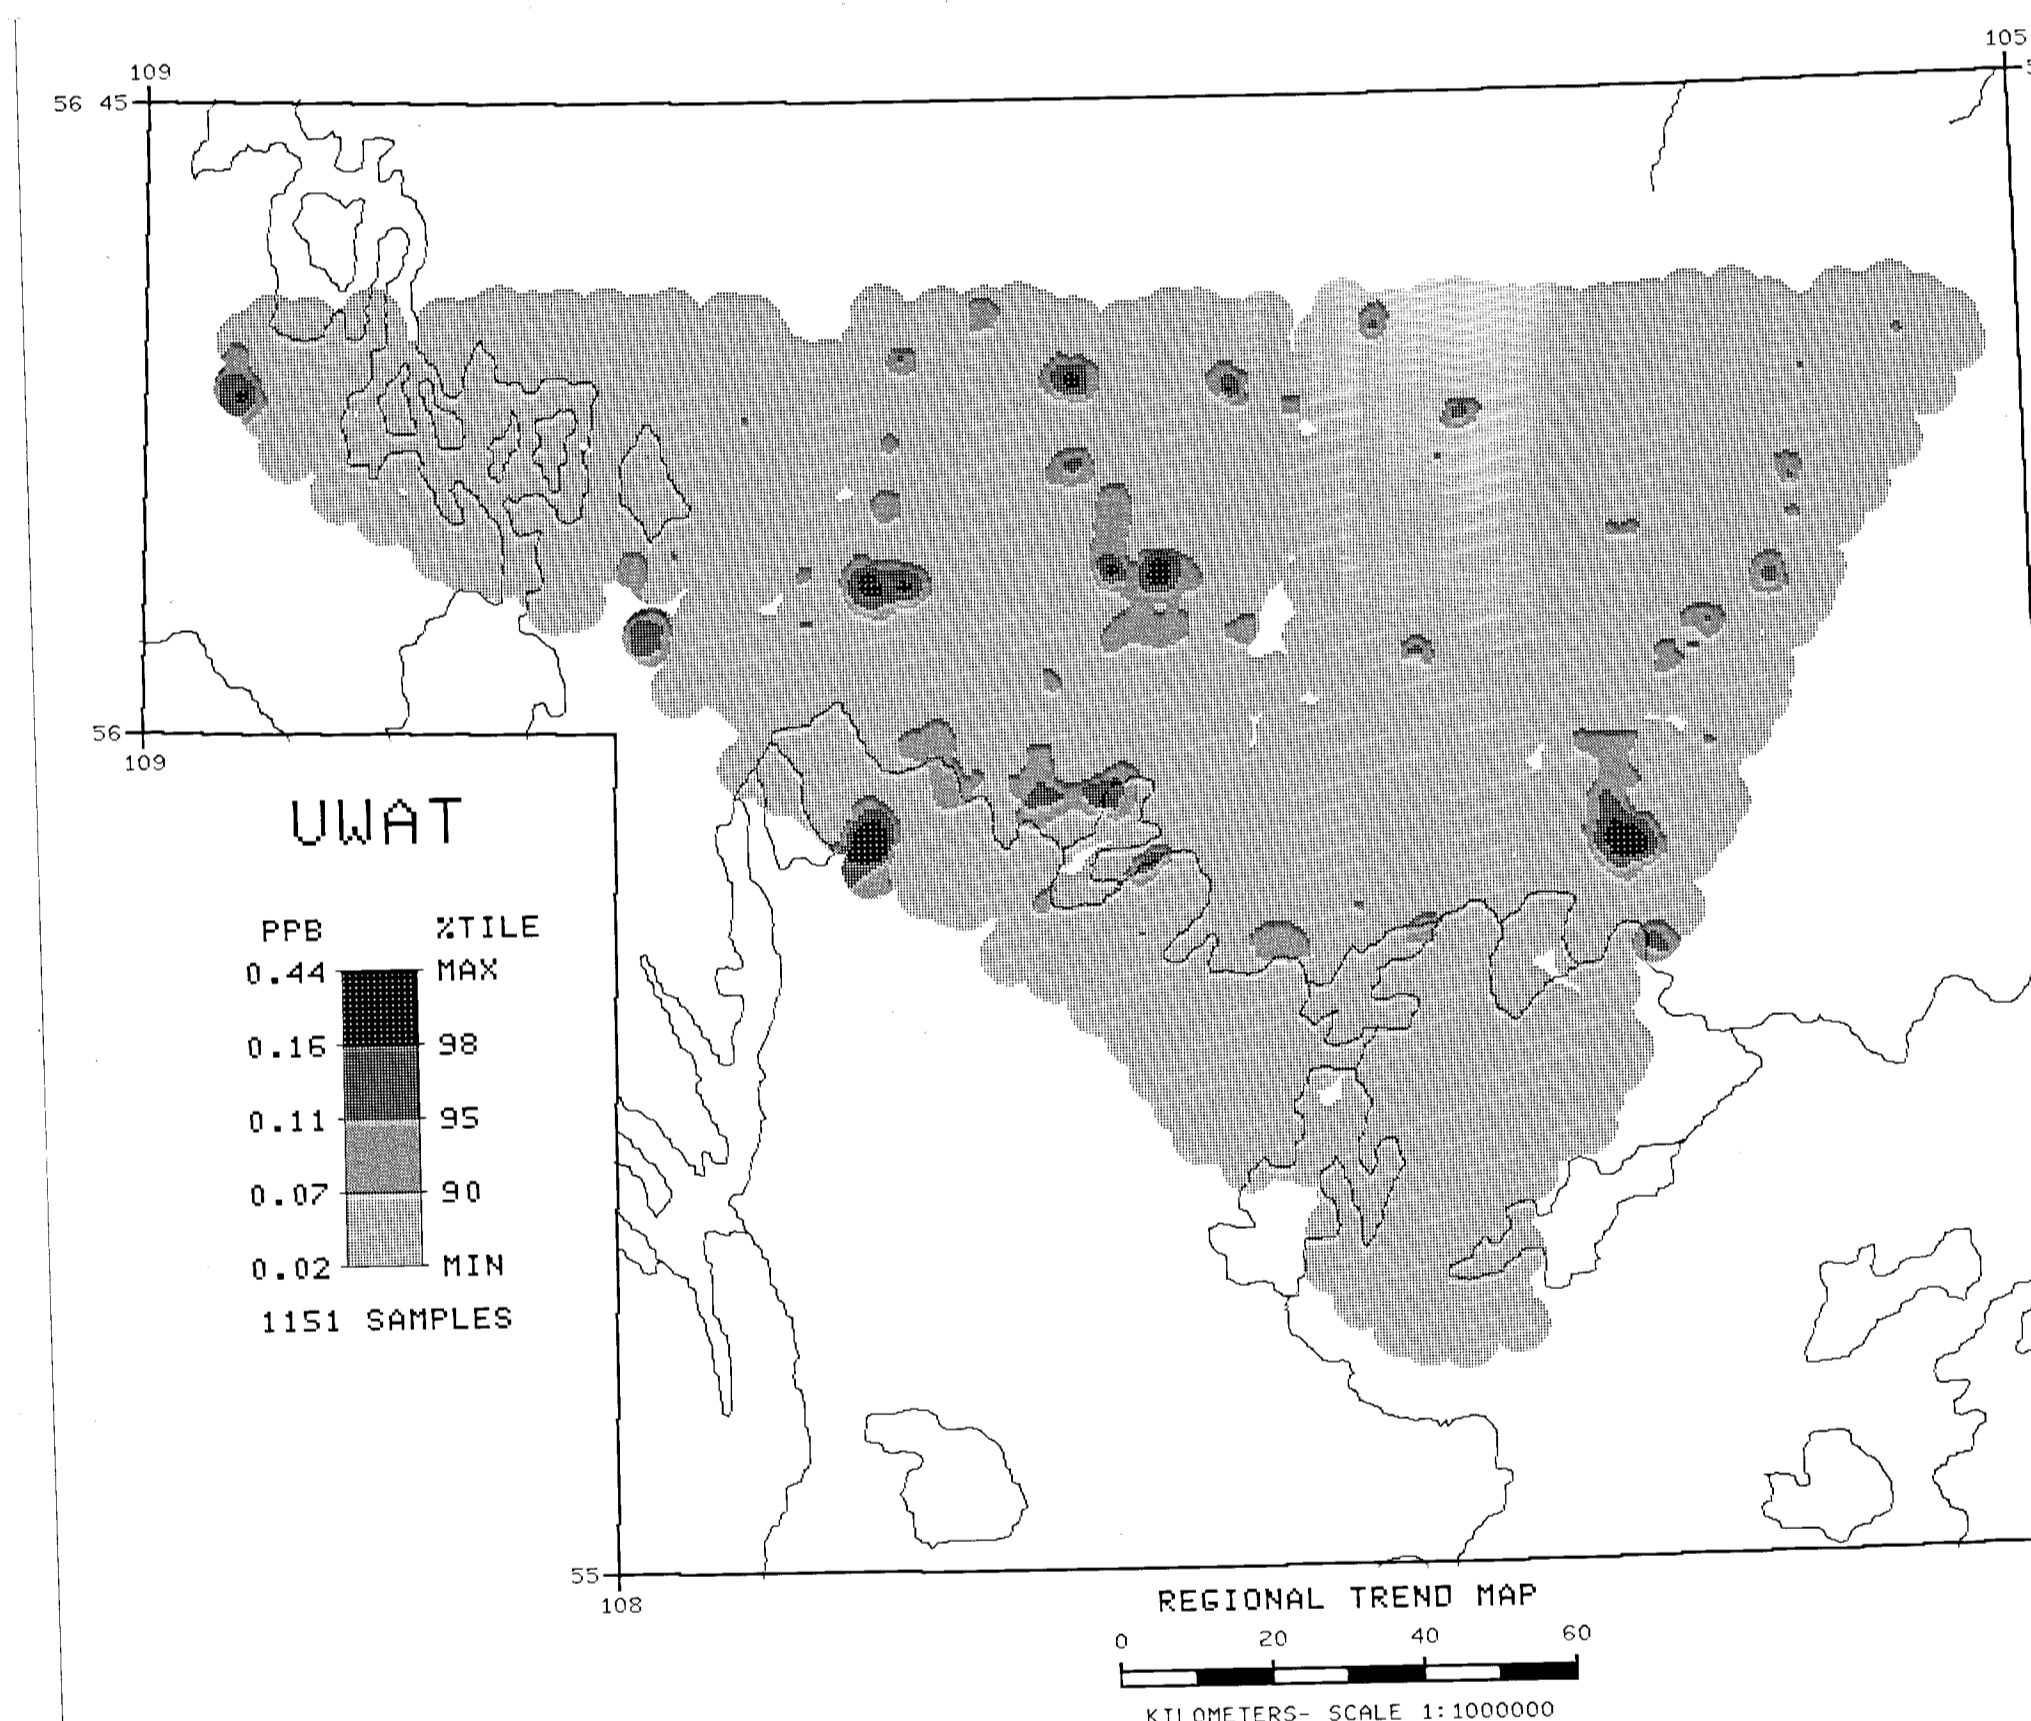 105
109
56 45
56
109
UWAT
PPB %TILE
0.44 MAX
0.16 98
0.11 95
0.07 90
0.02 MIN
1151 SAMPLES
55
108
REGIONAL TREND MAP
0 20 40 60
KILOMETERS- SCALE 1:1000000